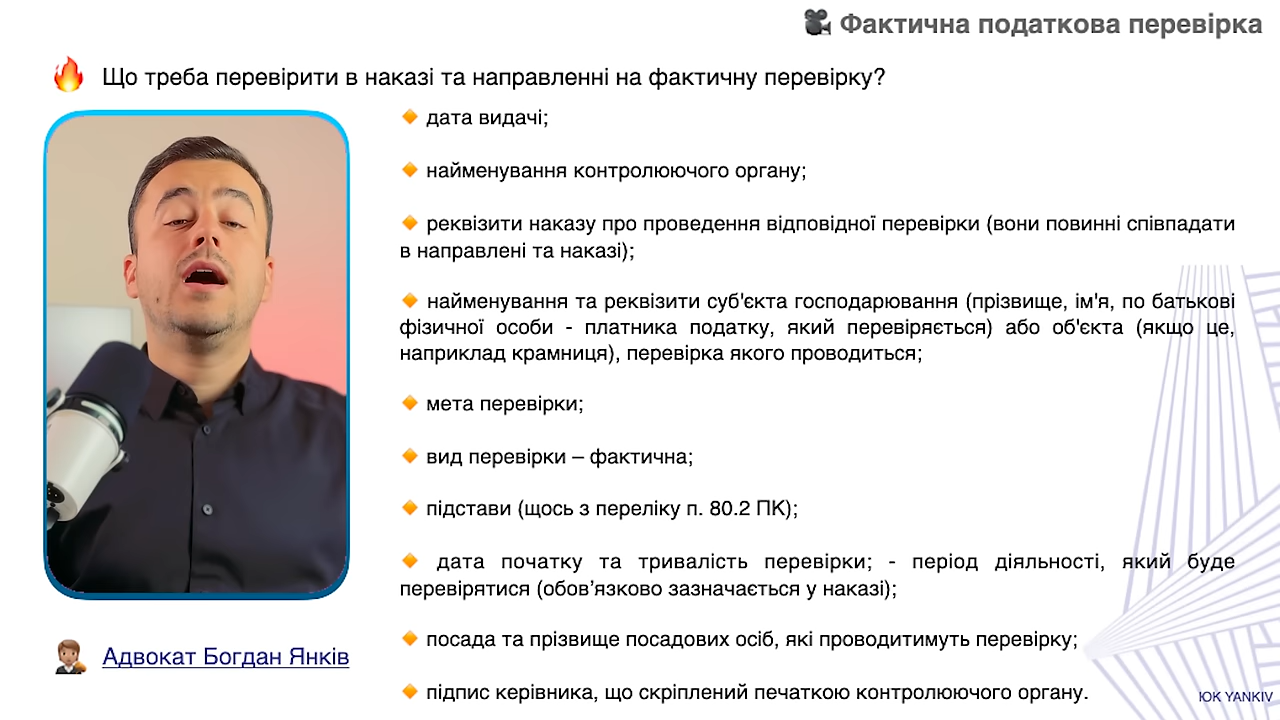 Фактична податкова перевірка
Що треба перевірити в наказі та направленні на фактичну перевірку?
дата видачі;
найменування контролюючого органу;
реквізити наказу про проведення відповідної перевірки (вони повинні співпадати
в направлені та наказі);
найменування та реквізити суб'єкта господарювання (прізвище, ім'я, по батькові
фізичної особи - платника податку, який перевіряється) або об'єкта (якщо це,
наприклад крамниця), перевірка якого проводиться;
мета перевірки;
вид перевірки – фактична;
підстави (щось з переліку п. 80.2 ПК);
дата початку та тривалість перевірки; - період діяльності, який буде
перевірятися (обов’язково зазначається у наказі);
посада та прізвище посадових осіб, які проводитимуть перевірку;
підпис керівника, що скріплений печаткою контролюючого органу.
Адвокат Богдан Янків
ЮК YANKIV